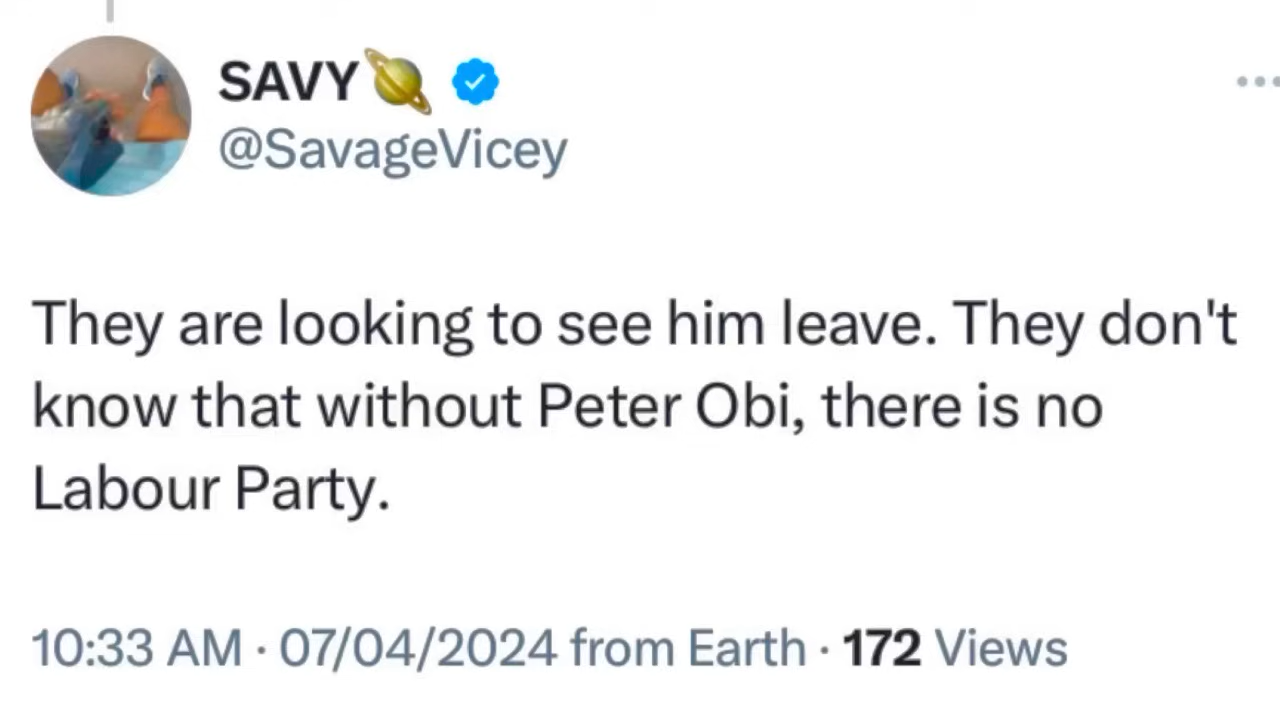 SAVY🪐
@SavageVicey
They are looking to see him leave. They don't
know that without Peter Obi, there is no
Labour Party.
10:33 AM · 07/04/2024 from Earth · 172 Views